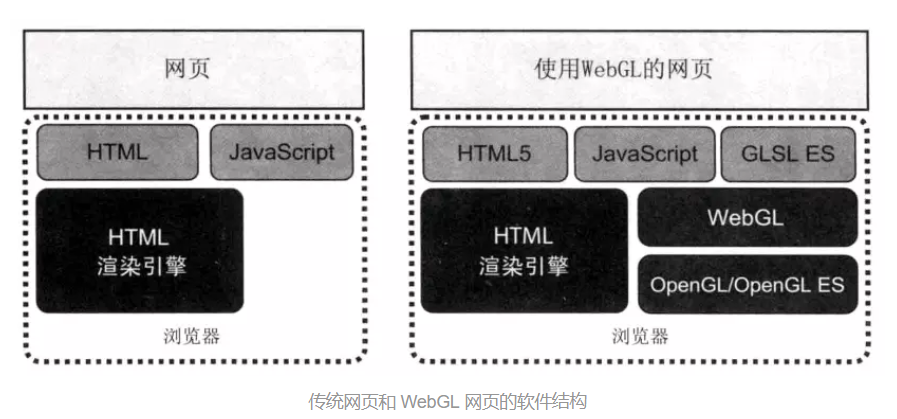 网页
HTML
JavaScript
HTML
渲染引擎
浏览器
使用WebGL的网页
HTML5
JavaScript
GLSL ES
HTML
渲染引擎
WebGL
OpenGL/OpenGL ES
浏览器
传统网页和 WebGL 网页的软件结构